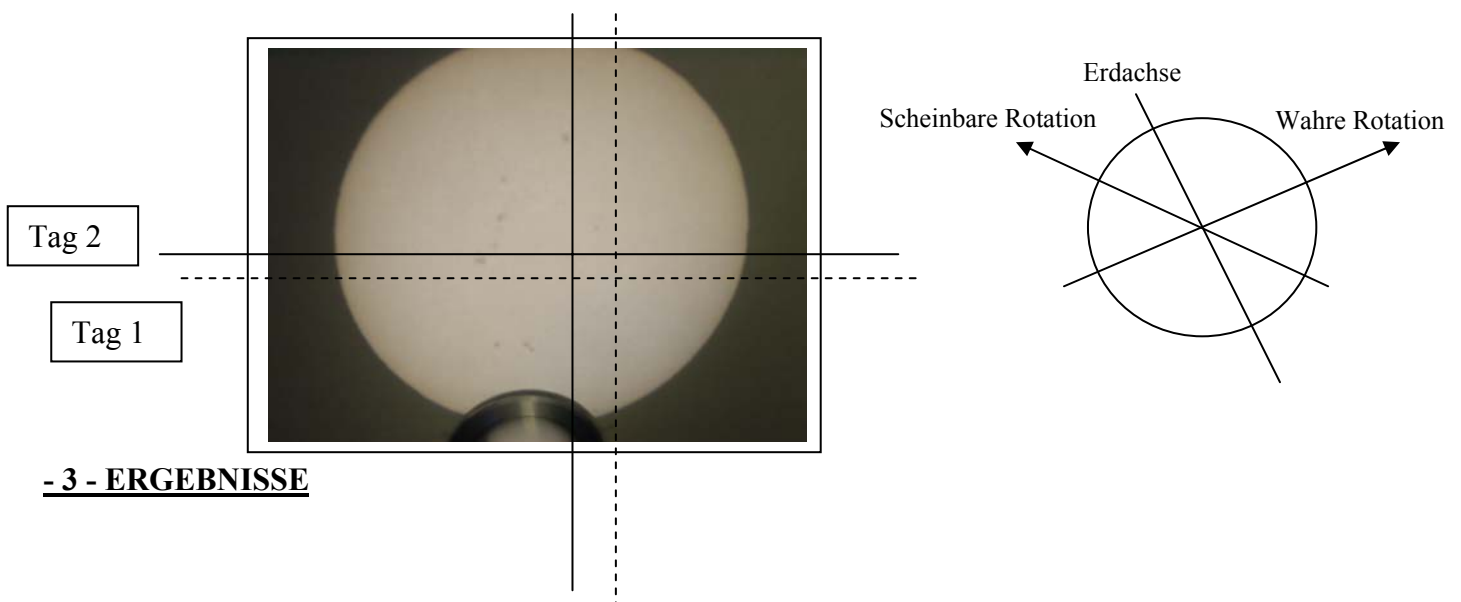 Erdachse
Scheinbare Rotation
Wahre Rotation
Tag 2
Tag 1
- 3 - ERGEBNISSE